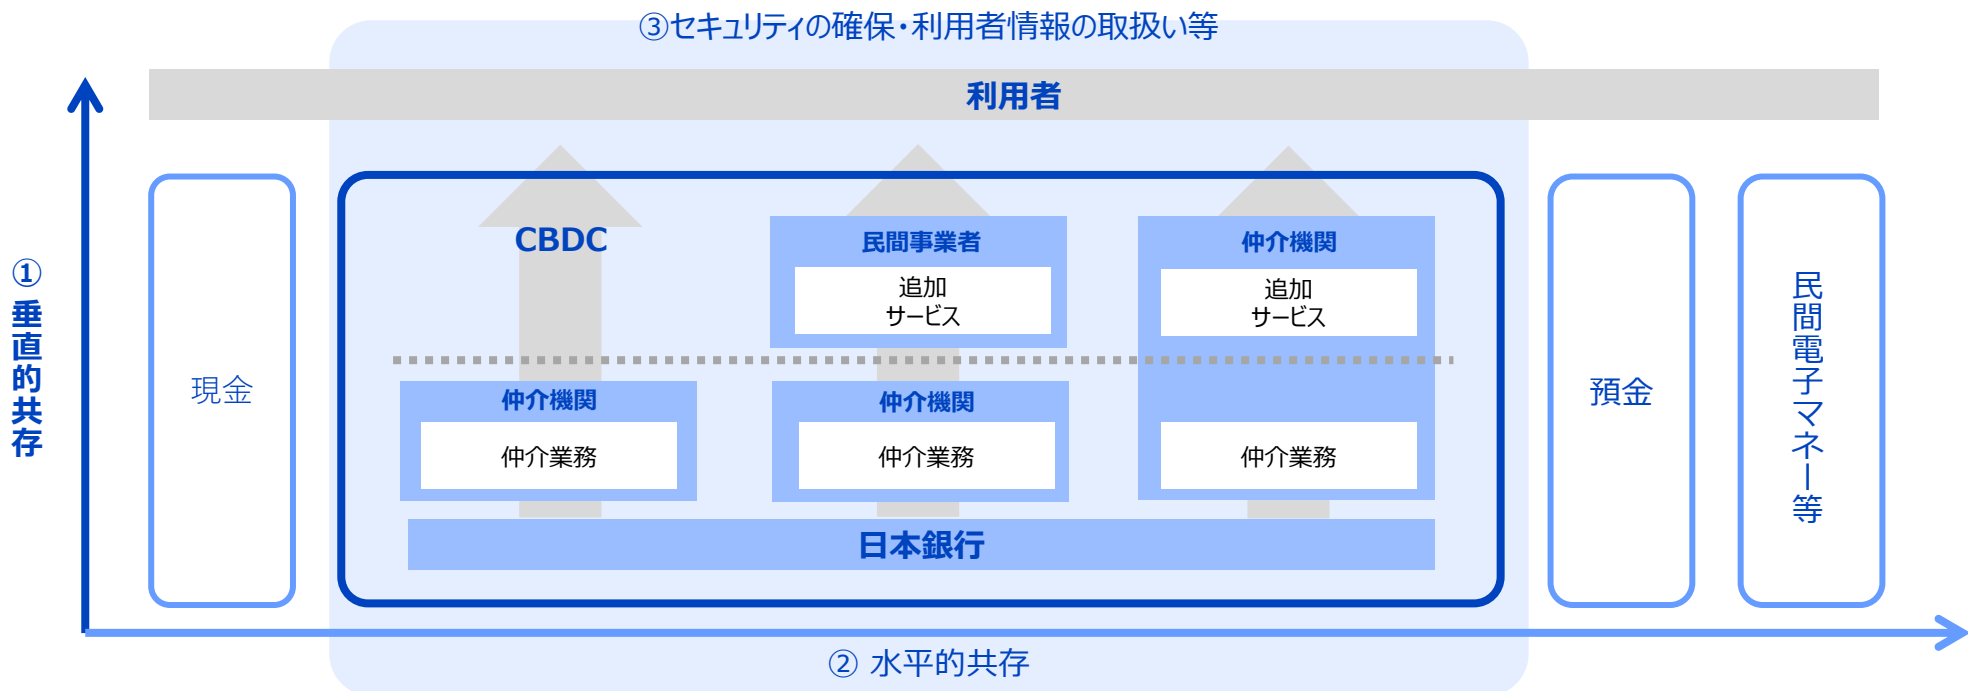 ③セキュリティの確保・利用者情報の取扱い等
利用者
①垂直的共存
現金
CBDC
民間事業者
追加
サービス
仲介機関
追加
サービス
仲介機関
仲介業務
仲介機関
仲介業務
仲介業務
日本銀行
預金
民間電子マネー等
② 水平的共存